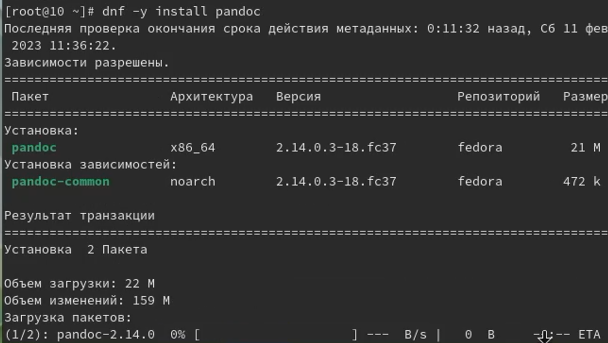 [root@10 ~]# dnf -y install pandoc
Последняя проверка окончания срока действия метаданных: 0:11:32 назад, Сб 11 фев
 2023 11:36:22.
Зависимости разрешены.
================================================================================
 Пакет              Архитектура   Версия                 Репозиторий   Размер
================================================================================
Установка:
 pandoc             x86_64        2.14.0.3-18.fc37       fedora          21 M
Установка зависимостей:
 pandoc-common      noarch        2.14.0.3-18.fc37       fedora         472 k
Результат транзакции
================================================================================
Установка  2 Пакета
Объем загрузки: 22 M
Объем изменений: 159 M
Загрузка пакетов:
(1/2): pandoc-2.14.0  0% [                    ] ---  B/s |   0  B     --:-- ETA